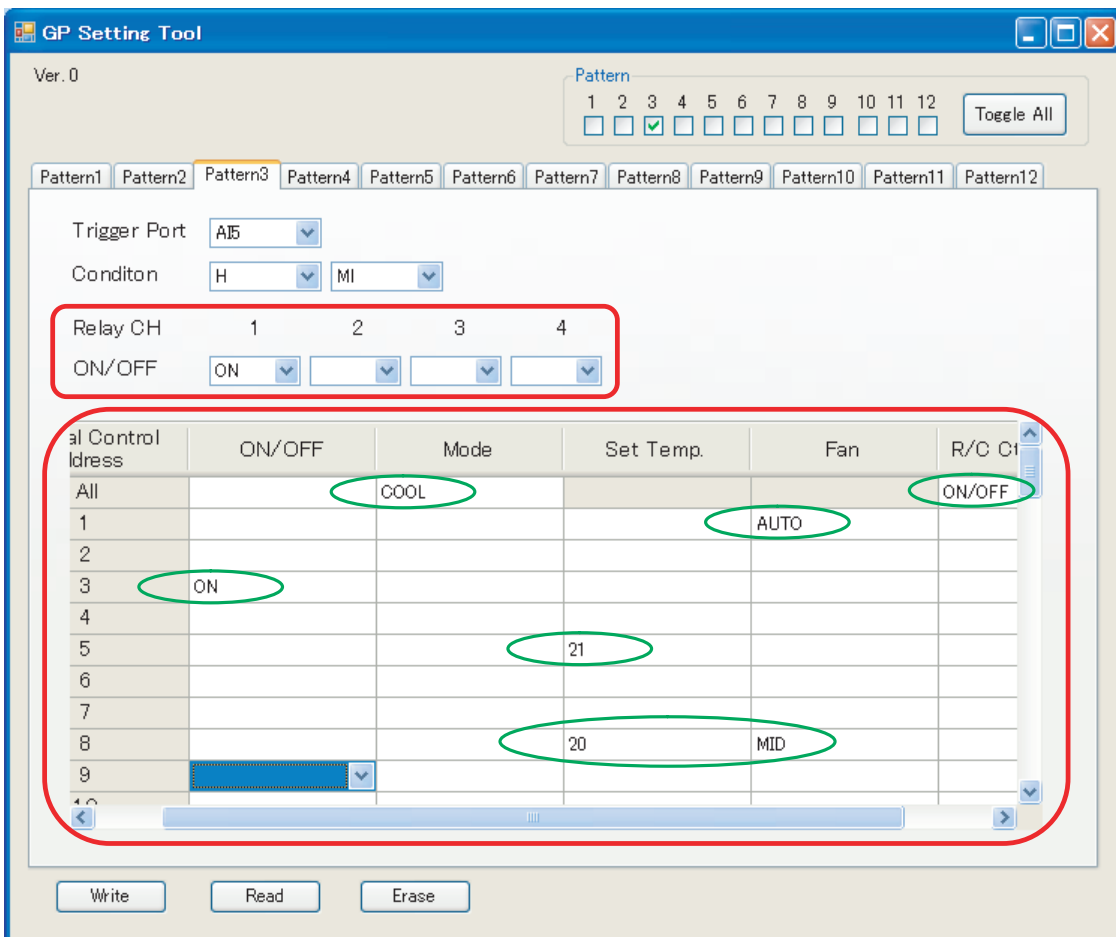 GP Setting Tool
Ver. 0
Pattern
1 2 3 4 5 6 7 8 9 10 11 12
Toggle All
Pattern1 Pattern2 Pattern3 Pattern4 Pattern5 Pattern6 Pattern7 Pattern8 Pattern9 Pattern10 Pattern11 Pattern12
Trigger Port AI5
Conditon H MI
Relay CH 1 2 3 4
ON/OFF ON
al Control
ddress
ON/OFF Mode Set Temp. Fan R/C Ct
All COOL ON/OFF
1 AUTO
2
3 ON
4
5 21
6
7
8 20 MID
9
10
Write Read Erase